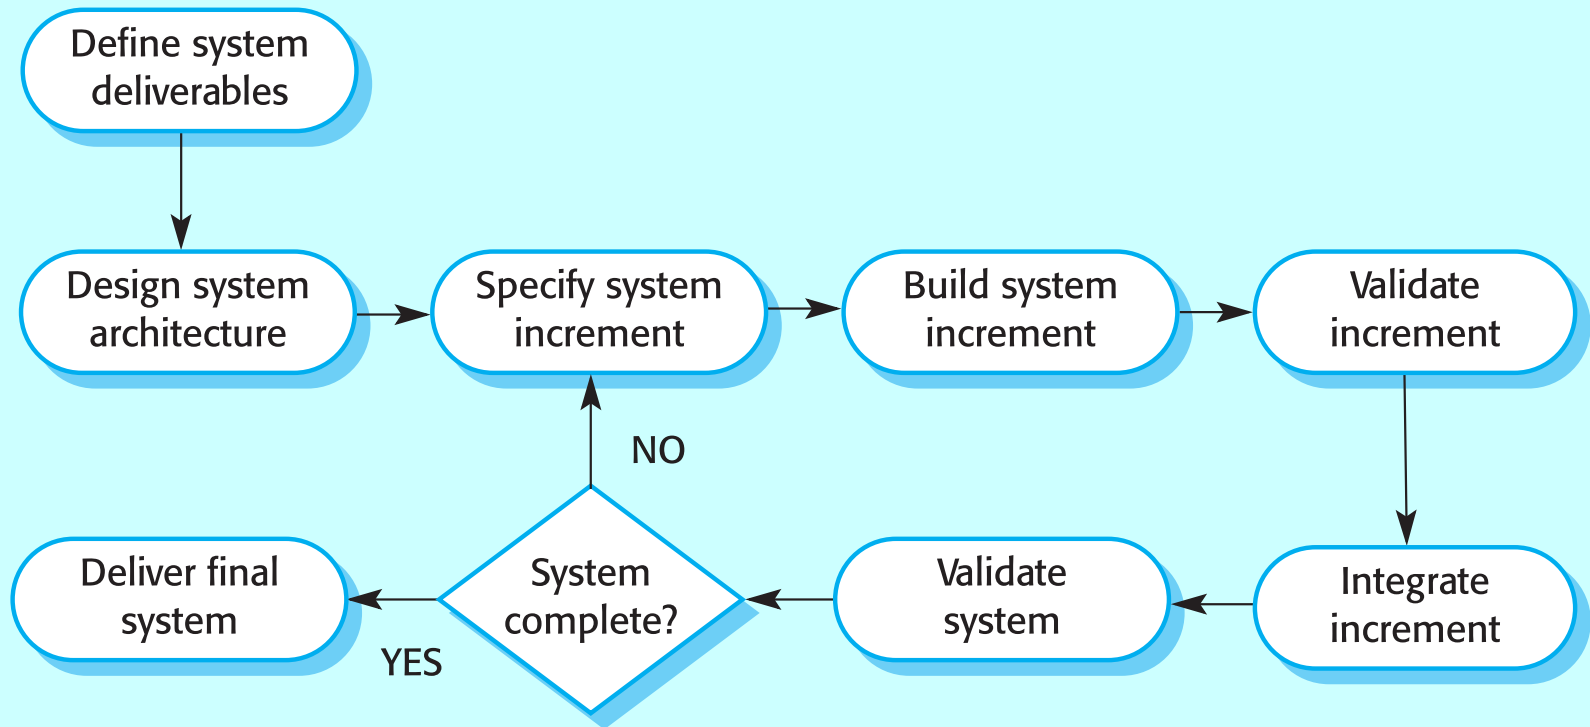 Define system
deliverables
Design system
architecture
Specify system
increment
Build system
increment
Validate
increment
NO
Deliver final
system
YES
System
complete?
Validate
system
Integrate
increment